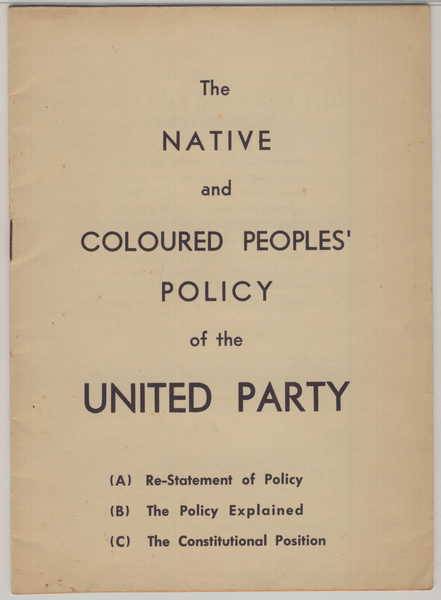 The
NATIVE
and
COLOURED PEOPLES'
POLICY
of the
UNITED PARTY
(A) Re-Statement of Policy
(B) The Policy Explained
(C) The Constitutional Position